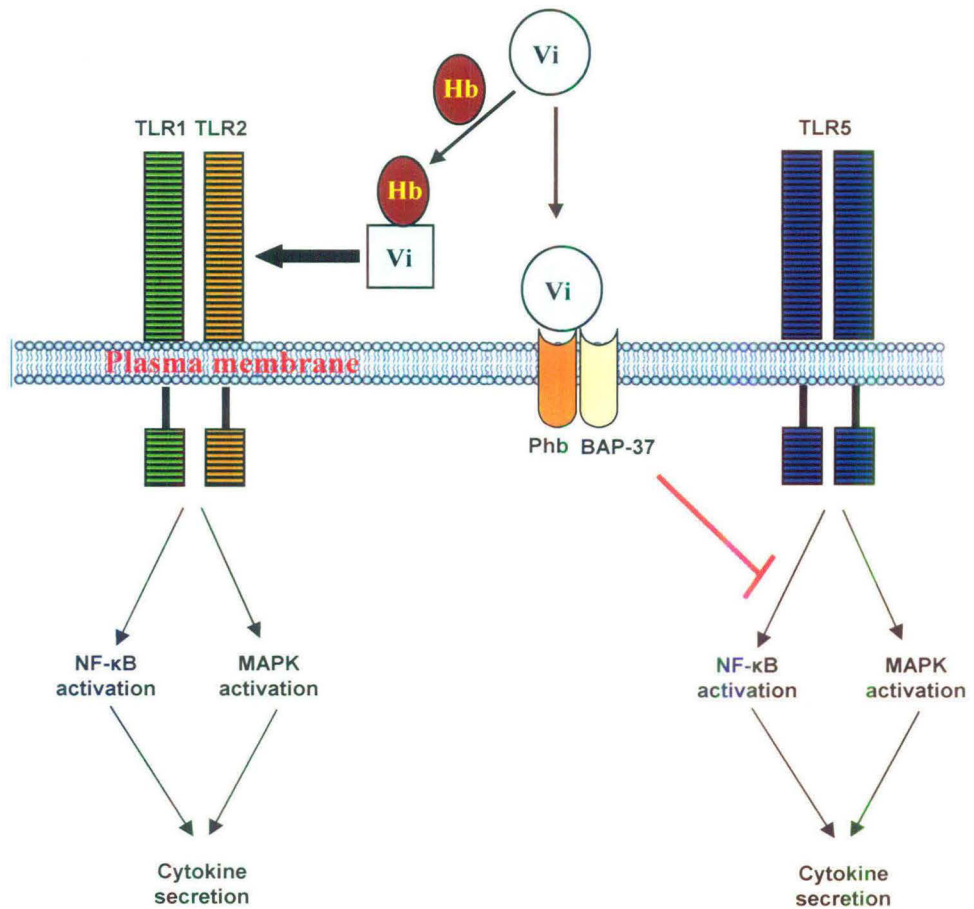 Vi
Hb
TLR1 TLR2
TLR5
Hb
Vi
Vi
Plasma membrane
Phb BAP-37
NF-κB
activation
MAPK
activation
NF-κB
activation
MAPK
activation
Cytokine
secretion
Cytokine
secretion